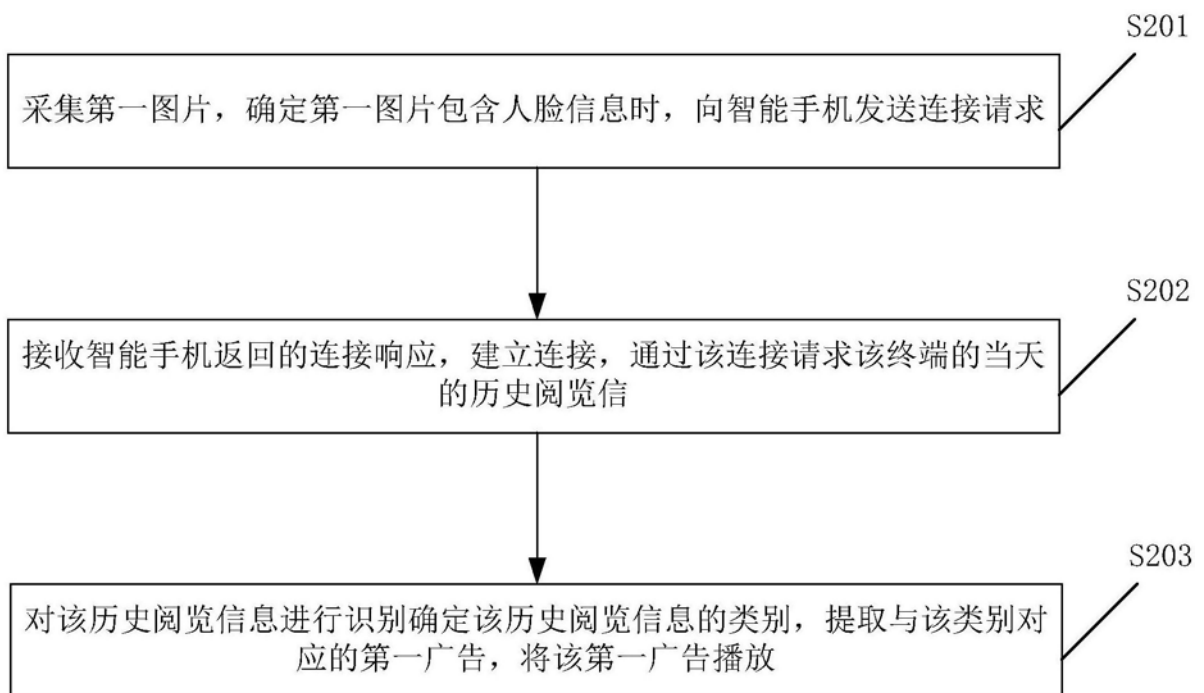 S201
采集第一图片，确定第一图片包含人脸信息时，向智能手机发送连接请求
S202
接收智能手机返回的连接响应，建立连接，通过该连接请求该终端的当天
的历史阅览信
S203
对该历史阅览信息进行识别确定该历史阅览信息的类别，提取与该类别对
应的第一广告，将该第一广告播放